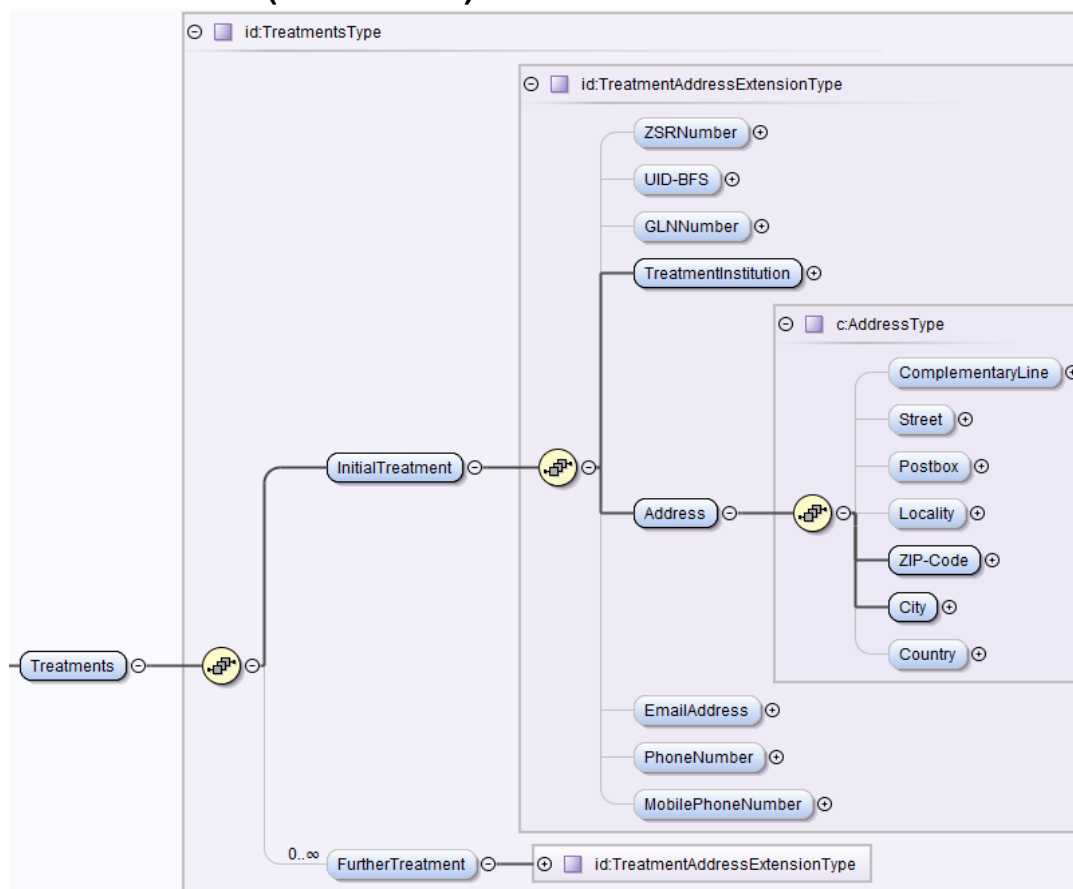 id:TreatmentsType
id:TreatmentAddressExtensionType
ZSRNumber
UID-BFS
GLNNumber
TreatmentInstitution
c:AddressType
ComplementaryLine
Street
Postbox
InitialTreatment
Locality
Address
ZIP-Code
City
Country
Treatments
EmailAddress
PhoneNumber
MobilePhoneNumber
0..∞
FurtherTreatment
id:TreatmentAddressExtensionType